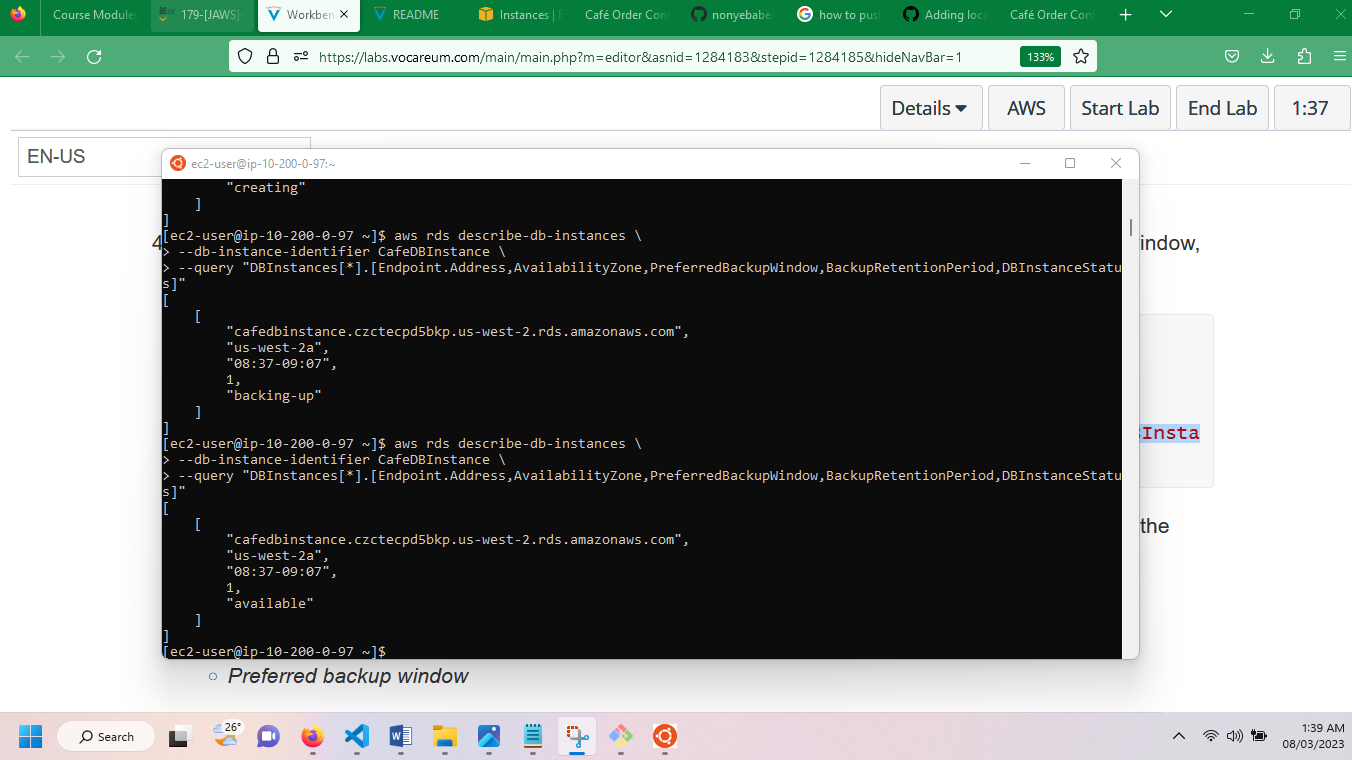 Course Module
179-[JAWS]-
Workben
README
Instances | E
Café Order Con
nonyebabe/
how to pus
Adding loca
Café Order Con
https://labs.vocareum.com/main/main.php?m=editor&asnid=1284183&stepid=1284185&hideNavBar=1
133%
Details
AWS
Start Lab
End Lab
1:37
EN-US
ec2-user@ip-10-200-0-97:~
4
indow,
"creating"
]
]
[ec2-user@ip-10-200-0-97 ~]$ aws rds describe-db-instances \
> --db-instance-identifier CafeDBInstance \
> --query "DBInstances[*].[Endpoint.Address,AvailabilityZone,PreferredBackupWindow,BackupRetentionPeriod,DBInstanceStatu
s]"
[
[
"cafedbinstance.czctecpd5bkp.us-west-2.rds.amazonaws.com",
"us-west-2a",
"08:37-09:07",
1,
"backing-up"
]
]
[ec2-user@ip-10-200-0-97 ~]$ aws rds describe-db-instances \
> --db-instance-identifier CafeDBInstance \
> --query "DBInstances[*].[Endpoint.Address,AvailabilityZone,PreferredBackupWindow,BackupRetentionPeriod,DBInstanceStatu
s]"
[
[
"cafedbinstance.czctecpd5bkp.us-west-2.rds.amazonaws.com",
"us-west-2a",
"08:37-09:07",
1,
"available"
]
]
[ec2-user@ip-10-200-0-97 ~]$
BInsta
the
Preferred backup window
Search
26°
1:39 AM
08/03/2023